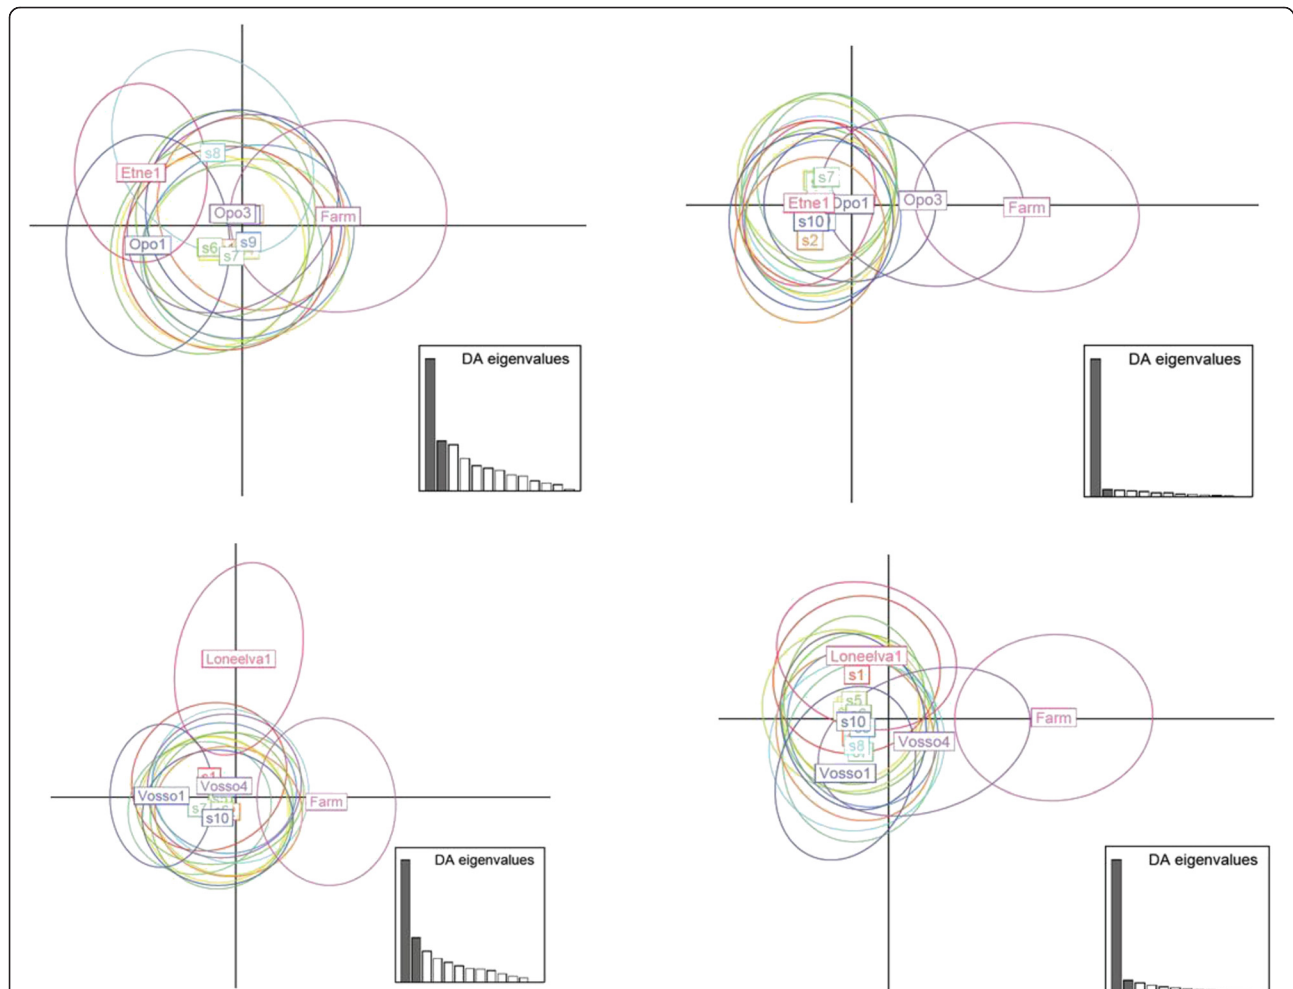 s8
Etne1
Opo3
Farm
Opo1
s6
s9
s7
DA eigenvalues
s7
Etne1
Opo1
Opo3
Farm
s10
s2
DA eigenvalues
Loneelva1
s1
Vosso4
Vosso1
Farm
s7
s10
DA eigenvalues
Loneelva1
s1
s5
s10
Farm
Vosso4
s8
Vosso1
DA eigenvalues